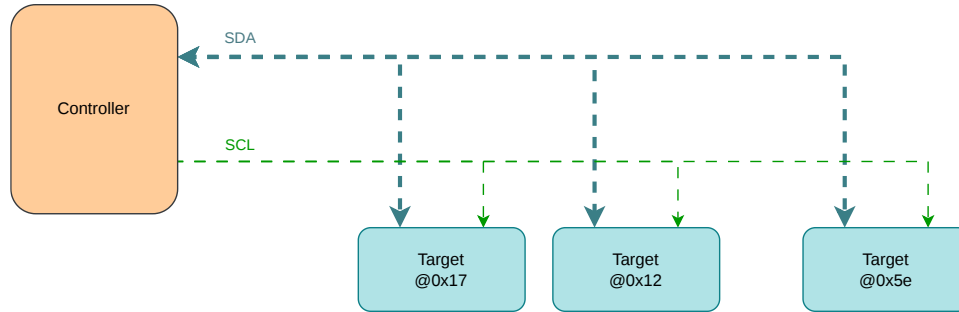 SDA
Controller
SCL
Target
@0x17
Target
@0x12
Target
@0x5e